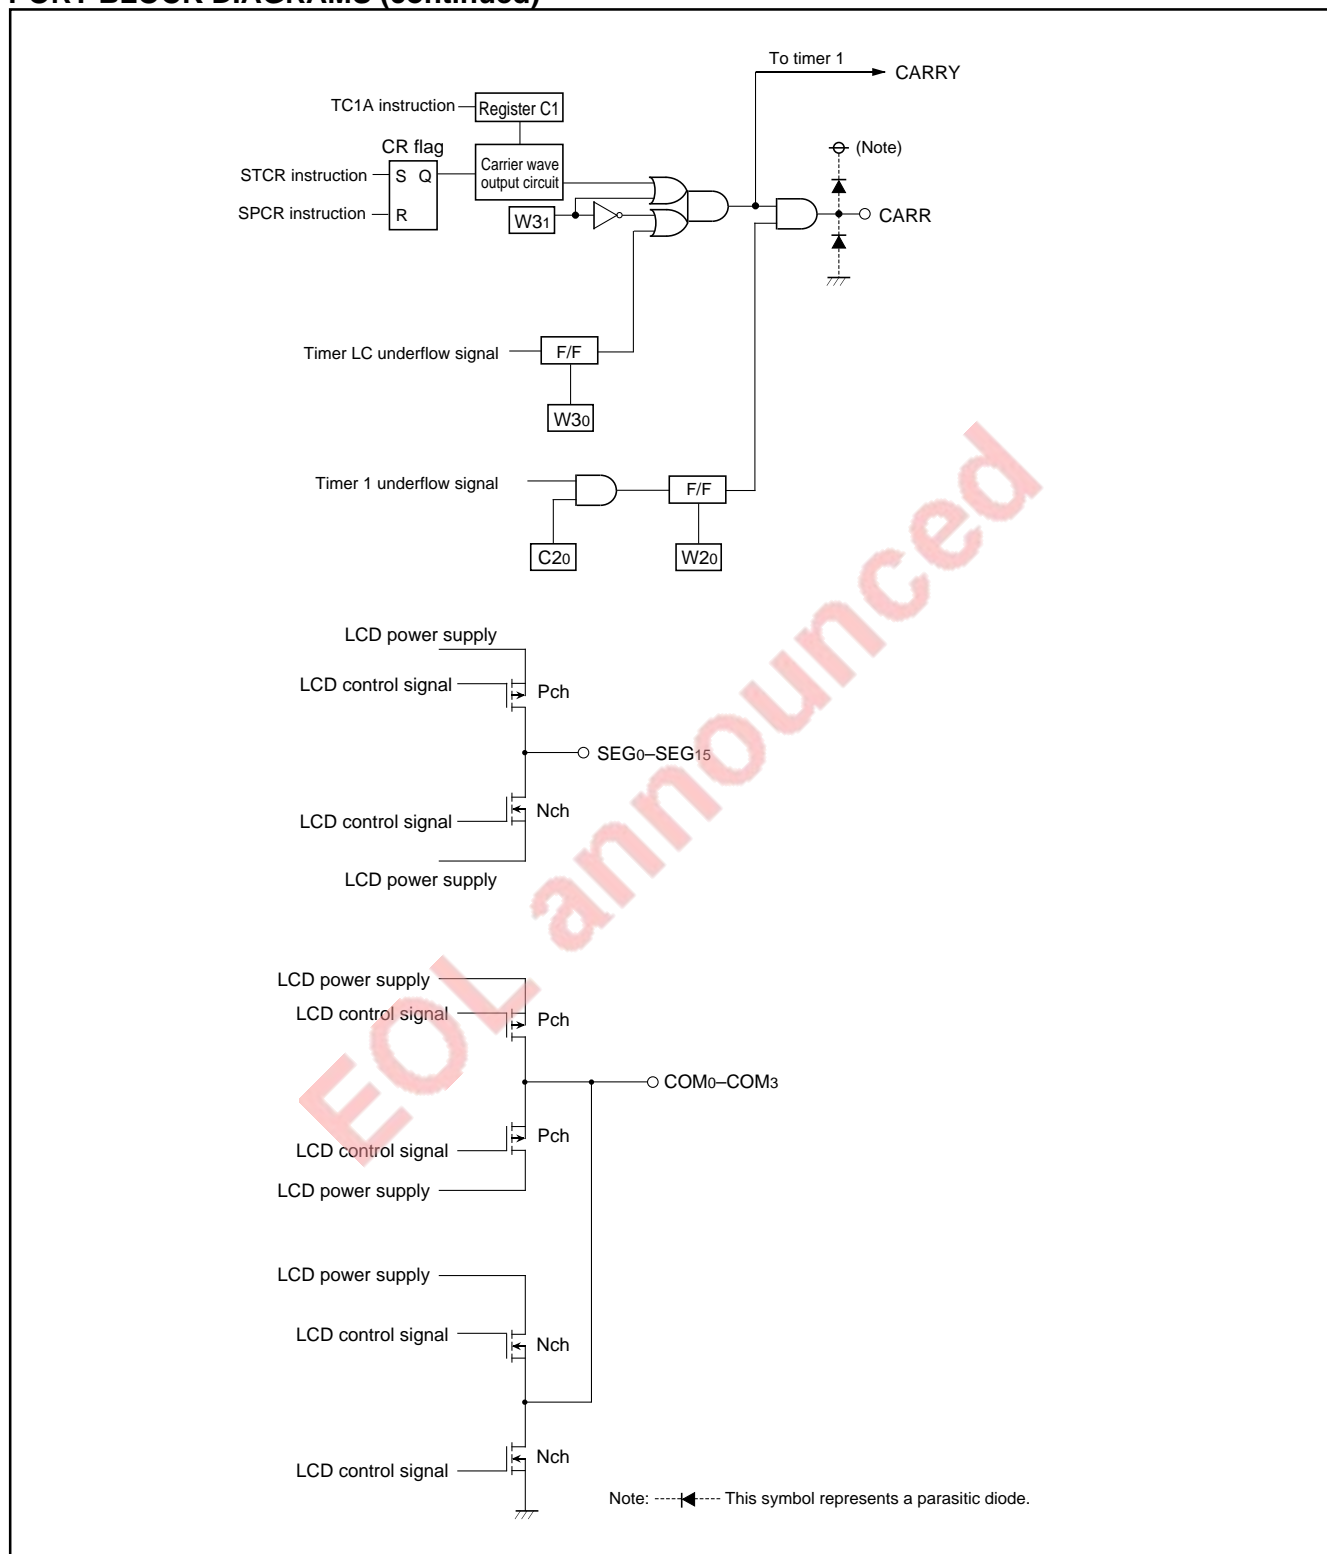 PORT BLOCK DIAGRAMS (continued)
To timer 1
CARRY
TC1A instruction
Register C1
CR flag
(Note)
STCR instruction
S Q
Carrier wave
output circuit
SPCR instruction
R
W31
CARR
Timer LC underflow signal
F/F
W30
Timer 1 underflow signal
F/F
C20
W20
LCD power supply
LCD control signal
Pch
SEG0–SEG15
LCD control signal
Nch
LCD power supply
LCD power supply
LCD control signal
Pch
COM0–COM3
LCD control signal
Pch
LCD power supply
LCD power supply
LCD control signal
Nch
LCD control signal
Nch
Note: This symbol represents a parasitic diode.
EOL announced